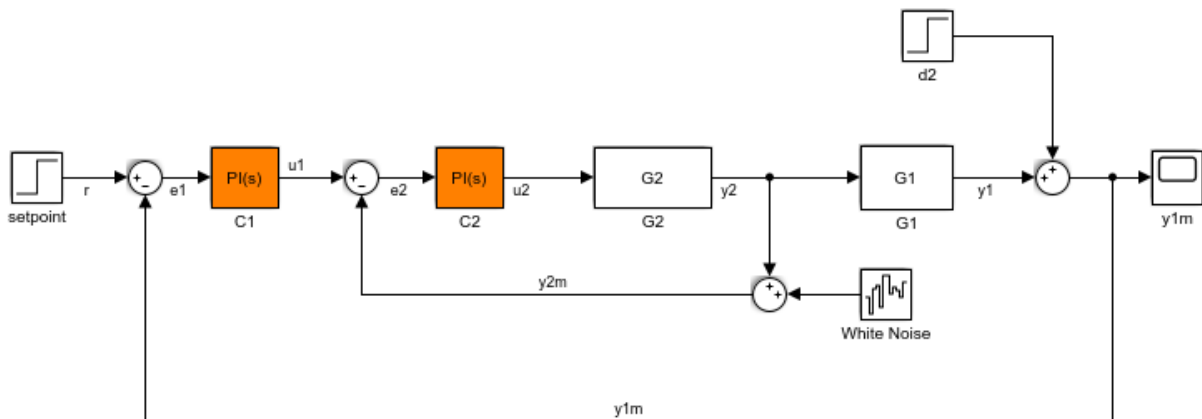 d2
setpoint
r
+
−
e1
PI(s)
C1
u1
+
−
e2
PI(s)
C2
u2
G2
G2
y2
G1
G1
y1
+
+
y1m
y2m
+
+
White Noise
y1m